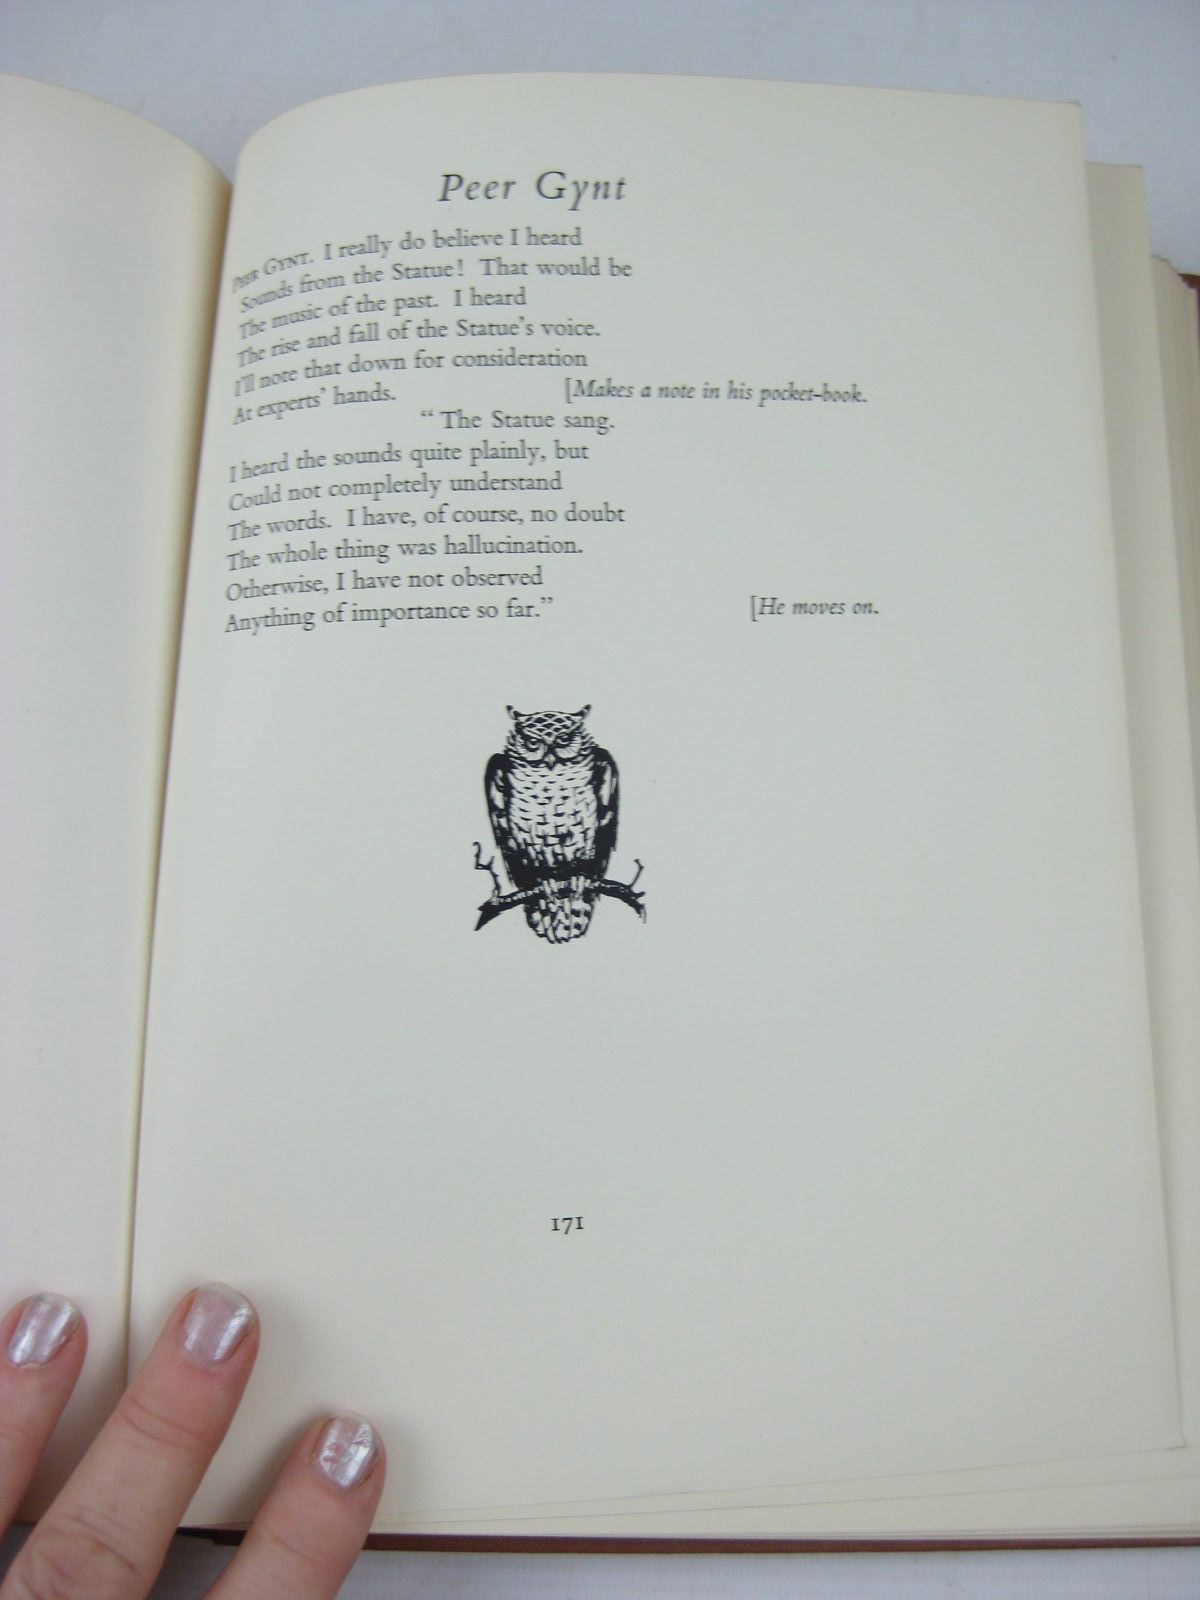 Peer Gynt
PEER GYNT. I really do believe I heard
Sounds from the Statue! That would be
The music of the past. I heard
The rise and fall of the Statue's voice.
I'll note that down for consideration
At experts' hands. [Makes a note in his pocket-book.
“ The Statue sang.
I heard the sounds quite plainly, but
Could not completely understand
The words. I have, of course, no doubt
The whole thing was hallucination.
Otherwise, I have not observed
Anything of importance so far.” [He moves on.
171